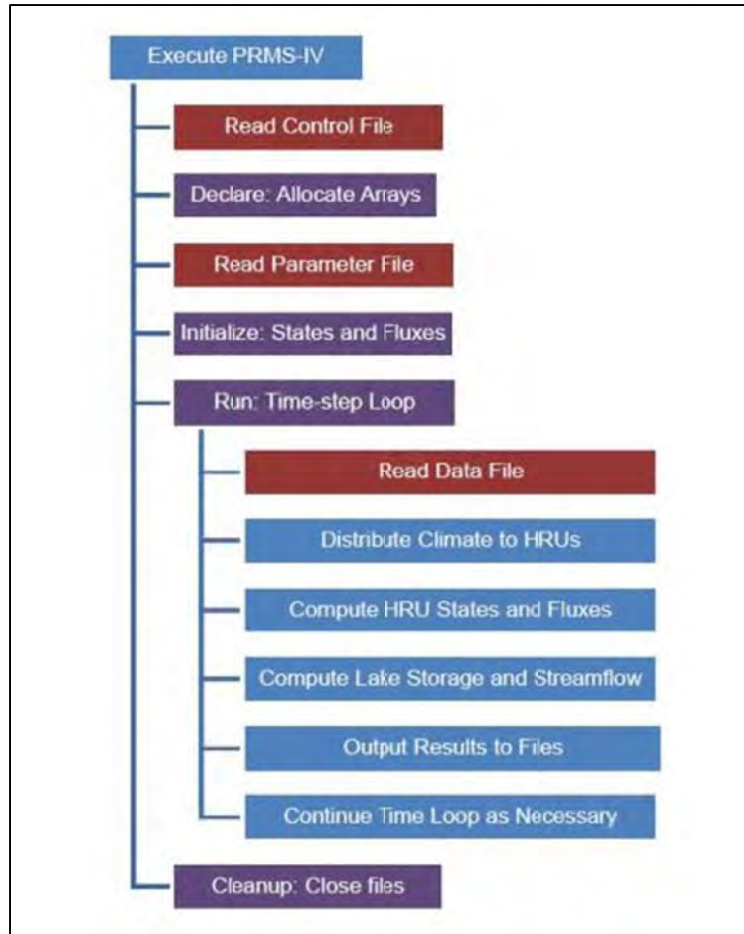 Execute PRMS-IV
Read Control File
Declare: Allocate Arrays
Read Parameter File
Initialize: States and Fluxes
Run: Time-step Loop
Read Data File
Distribute Climate to HRUs
Compute HRU States and Fluxes
Compute Lake Storage and Streamflow
Output Results to Files
Continue Time Loop as Necessary
Cleanup: Close files